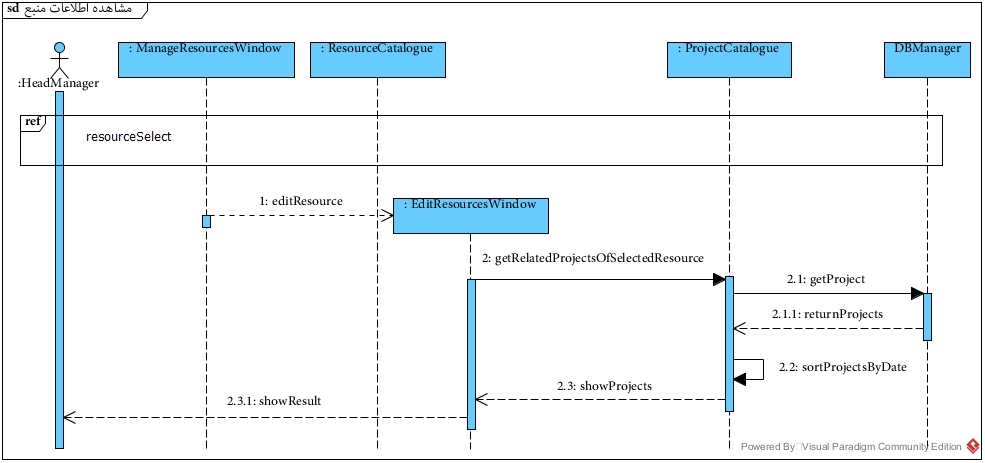 sd مشاهده اطلاعات منبع
: ManageResourcesWindow
: ResourceCatalogue
: ProjectCatalogue
DBManager
:HeadManager
ref
resourceSelect
1: editResource
: EditResourcesWindow
2: getRelatedProjectsOfSelectedResource
2.1: getProject
2.1.1: returnProjects
2.2: sortProjectsByDate
2.3: showProjects
2.3.1: showResult
Powered By Visual Paradigm Community Edition